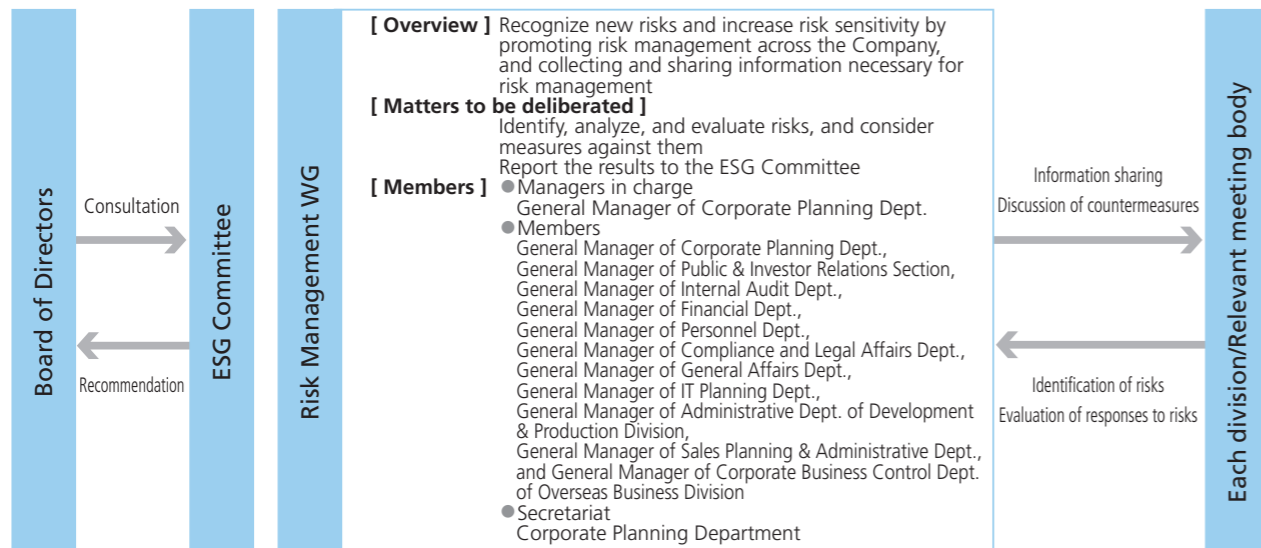 Board of Directors
Consultation
Recommendation
ESG Committee
Risk Management WG
[ Overview ] Recognize new risks and increase risk sensitivity by
promoting risk management across the Company,
and collecting and sharing information necessary for
risk management
[ Matters to be deliberated ]
Identify, analyze, and evaluate risks, and consider
measures against them
Report the results to the ESG Committee
[ Members ] ●Managers in charge
General Manager of Corporate Planning Dept.
●Members
General Manager of Corporate Planning Dept.,
General Manager of Public & Investor Relations Section,
General Manager of Internal Audit Dept.,
General Manager of Financial Dept.,
General Manager of Personnel Dept.,
General Manager of Compliance and Legal Affairs Dept.,
General Manager of General Affairs Dept.,
General Manager of IT Planning Dept.,
General Manager of Administrative Dept. of Development
& Production Division,
General Manager of Sales Planning & Administrative Dept.,
and General Manager of Corporate Business Control Dept.
of Overseas Business Division
●Secretariat
Corporate Planning Department
Information sharing
Discussion of countermeasures
Identification of risks
Evaluation of responses to risks
Each division/Relevant meeting body